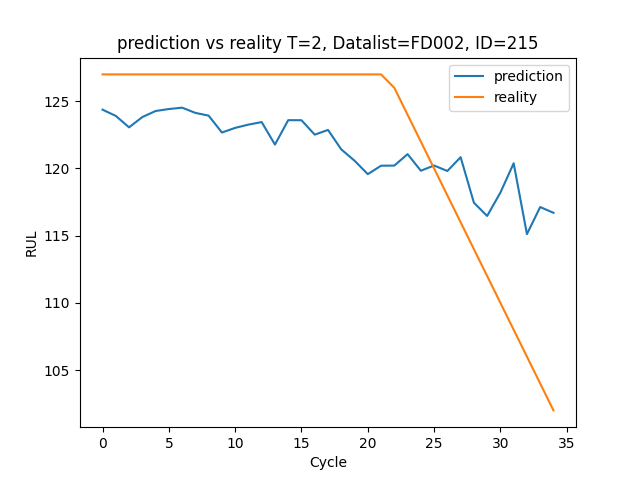 prediction vs reality T=2, Datalist=FD002, ID=215
prediction
reality
125
120
115
110
105
RUL
0 5 10 15 20 25 30 35
Cycle